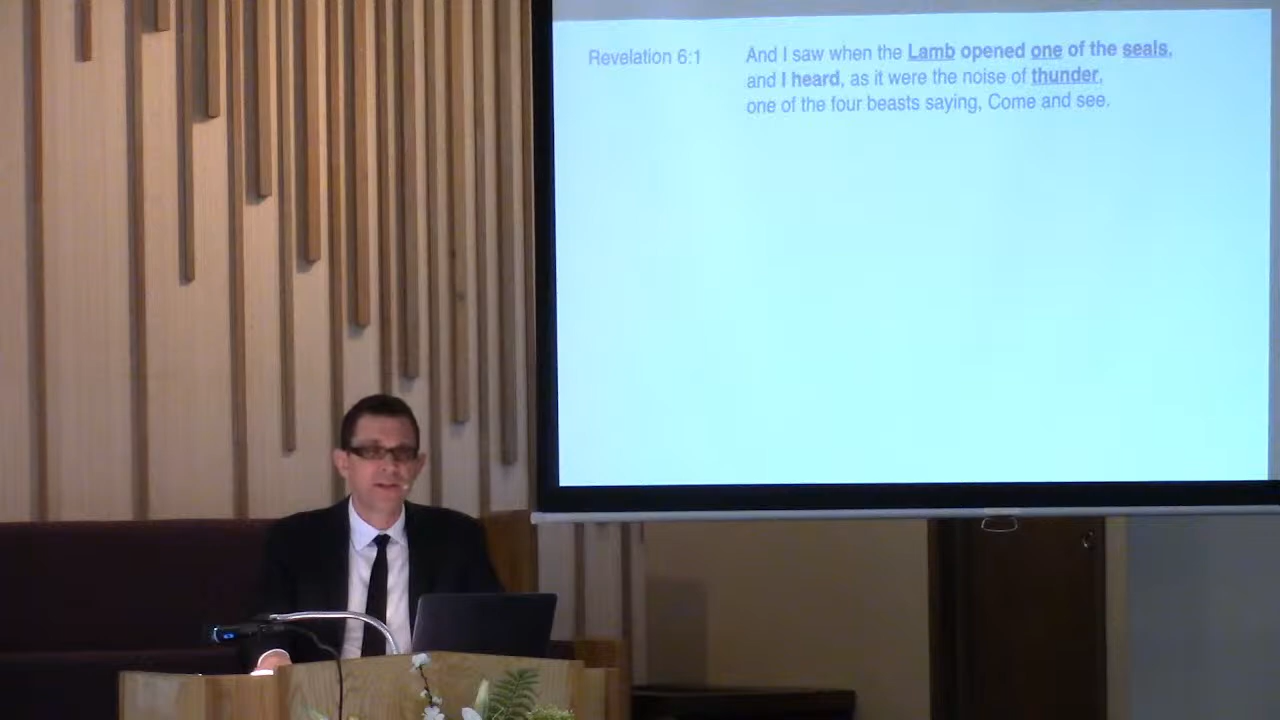 Revelation 6:1 And I saw when the Lamb opened one of the seals,
and I heard, as it were the noise of thunder,
one of the four beasts saying, Come and see.